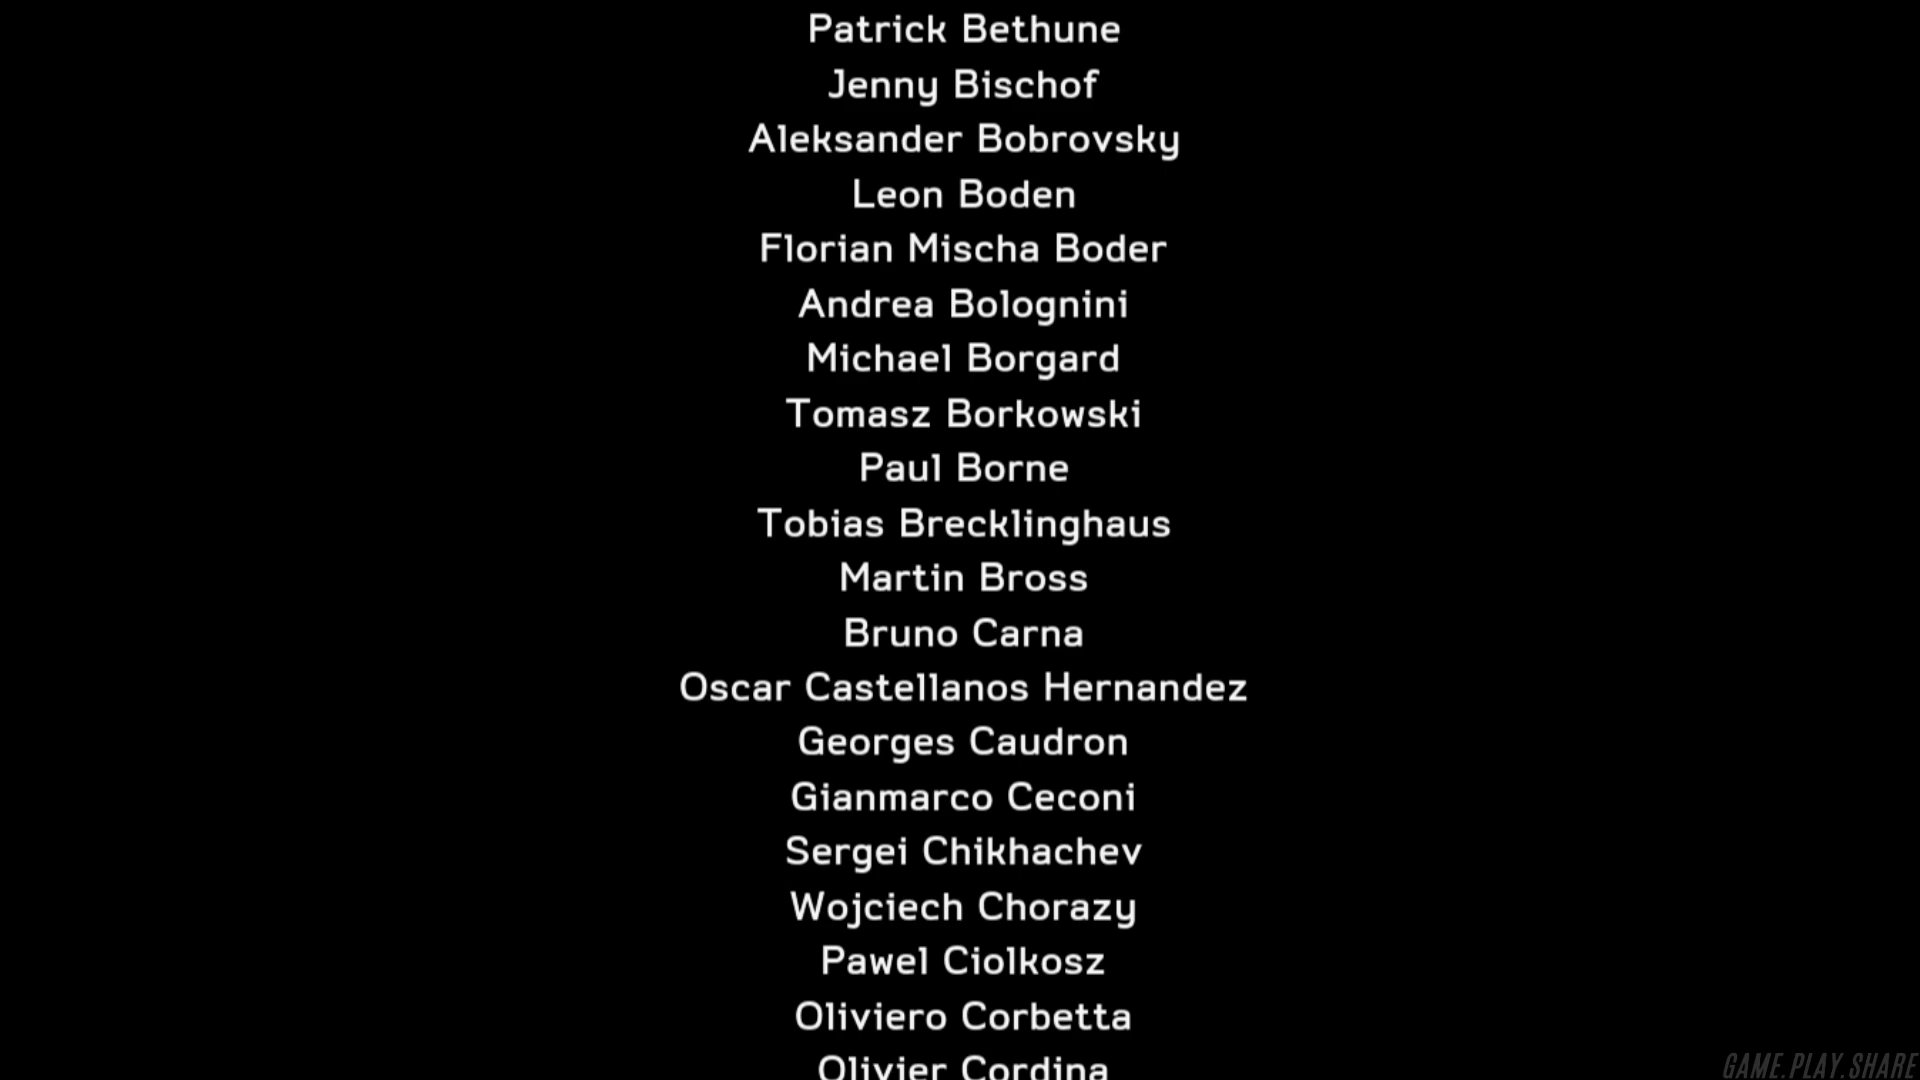 Patrick Bethune
Jenny Bischof
Aleksander Bobrovsky
Leon Boden
Florian Mischa Boder
Andrea Bolognini
Michael Borgard
Tomasz Borkowski
Paul Borne
Tobias Brecklinghaus
Martin Bross
Bruno Carna
Oscar Castellanos Hernandez
Georges Caudron
Gianmarco Ceconi
Sergei Chikhachev
Wojciech Chorazy
Pawel Ciolkosz
Oliviero Corbetta
Olivier Cordina
GAME.PLAY.SHARE